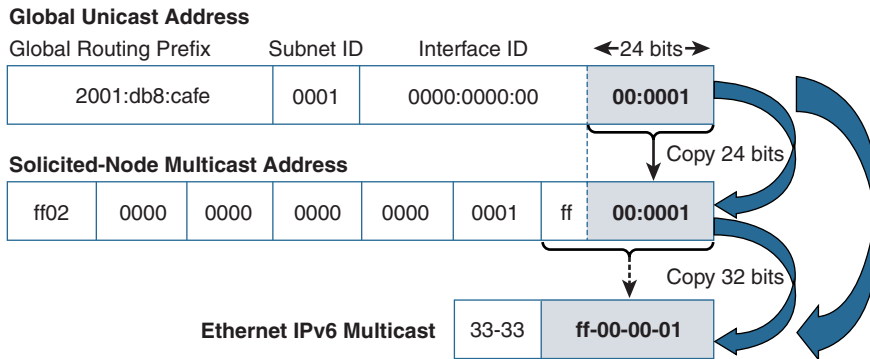 Global Unicast Address
Global Routing Prefix Subnet ID Interface ID 24 bits
2001:db8:cafe 0001 0000:0000:00 00:0001
Copy 24 bits
Solicited-Node Multicast Address
ff02 0000 0000 0000 0000 0001 ff 00:0001
Copy 32 bits
Ethernet IPv6 Multicast 33-33 ff-00-00-01